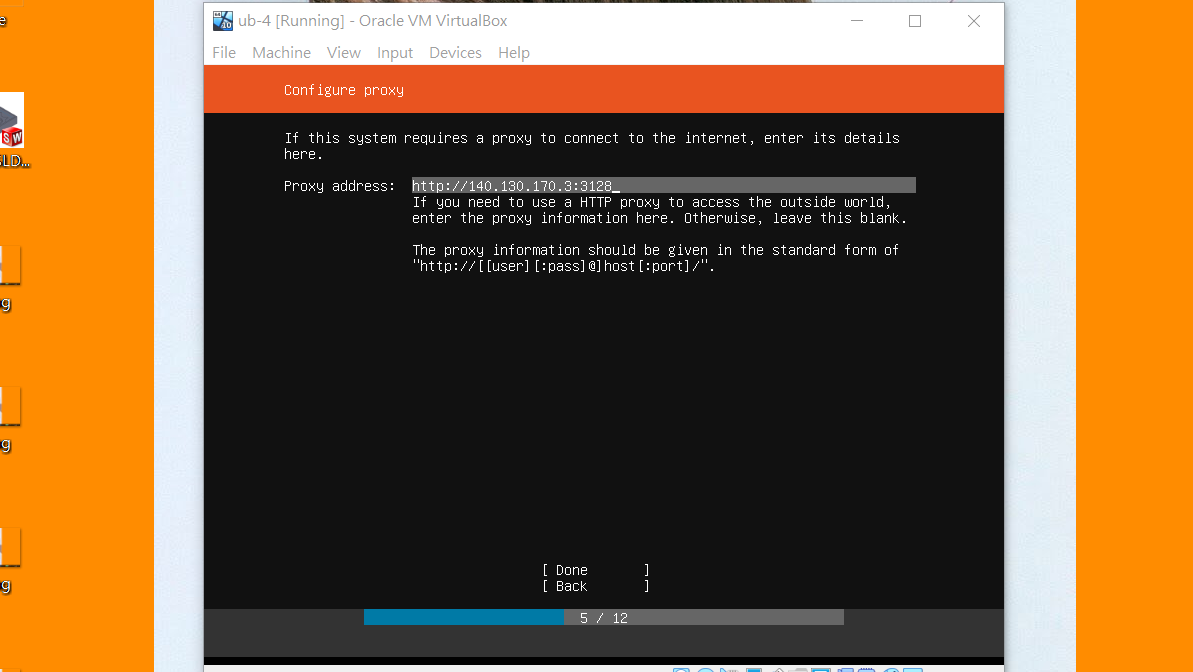 ub-4 [Running] - Oracle VM VirtualBox
File Machine View Input Devices Help
Configure proxy
If this system requires a proxy to connect to the internet, enter its details
here.
Proxy address: http://140.130.170.3:3128_
If you need to use a HTTP proxy to access the outside world,
enter the proxy information here. Otherwise, leave this blank.
The proxy information should be given in the standard form of
"http://[[user][:pass]@]host[:port]/".
[ Done ]
[ Back ]
5 / 12
e
SW
SLD...
g
g
g